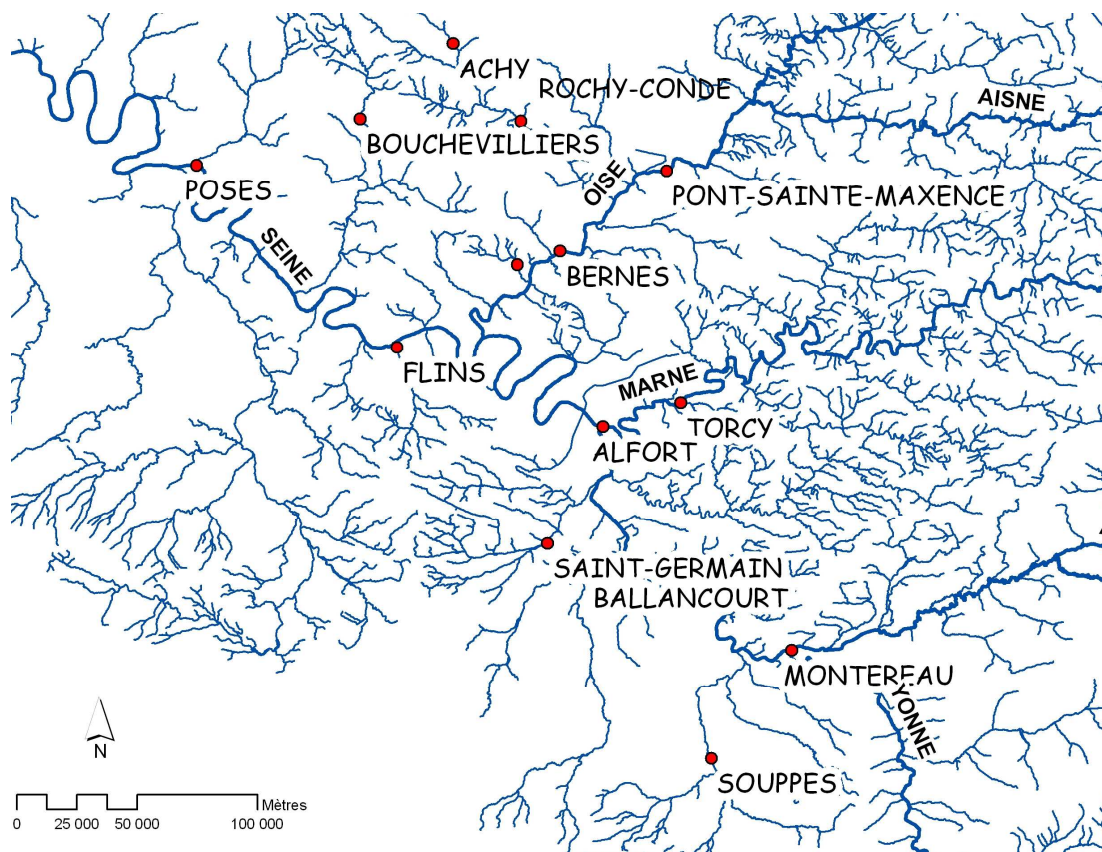 ACHY
ROCHY-CONDE
AISNE
BOUCHEVILLIERS
POSES
OISE
PONT-SAINTE-MAXENCE
SEINE
BERNES
FLINS
MARNE
TORCY
ALFORT
SAINT-GERMAIN
BALLANCOURT
MONTEREAU
YONNE
SOUPPES
N
Mètres
0 25 000 50 000 100 000